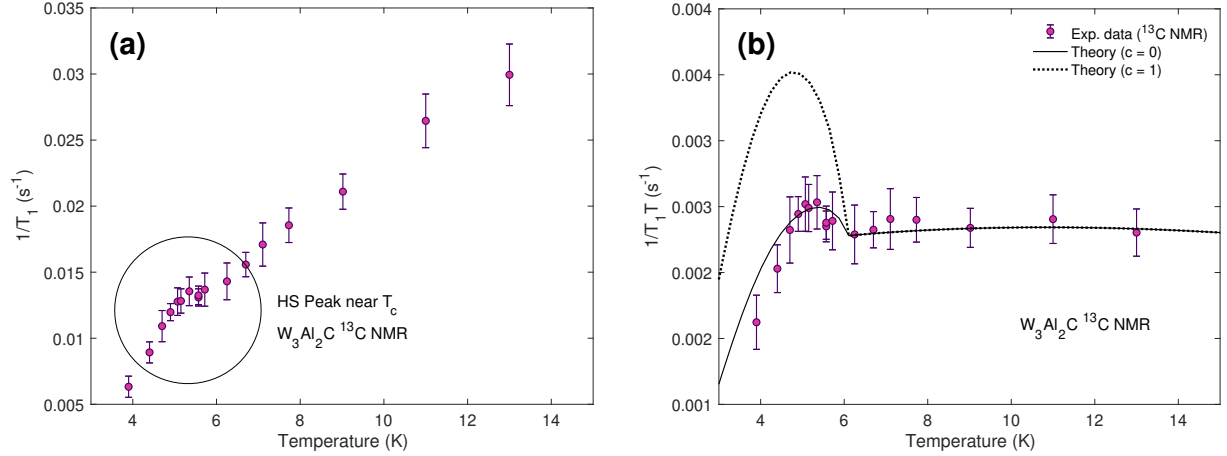 (a)
0.035
0.03
0.025
0.02
0.015
0.01
0.005
1/T1 (s-1)
4 6 8 10 12 14
Temperature (K)
HS Peak near Tc
W3Al2C 13C NMR
(b)
0.004
0.004
0.003
0.003
0.002
0.002
0.001
1/T1T (s-1)
4 6 8 10 12 14
Temperature (K)
Exp. data (13C NMR)
Theory (c = 0)
Theory (c = 1)
W3Al2C 13C NMR